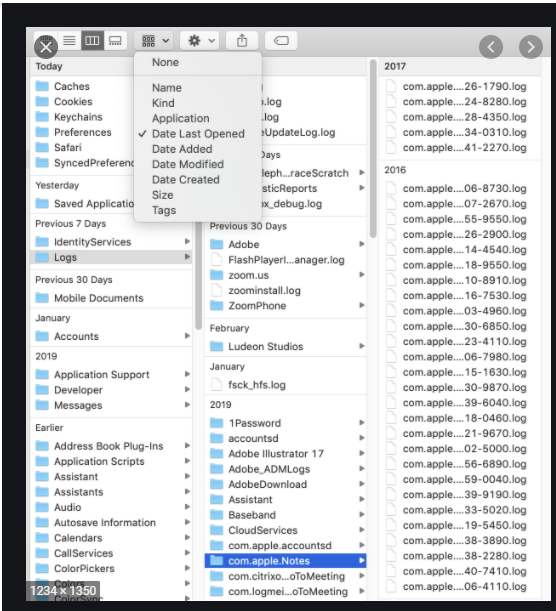 Today
Caches
Cookies
Keychains
Preferences
Safari
SyncedPreferenc
Yesterday
Saved Applicatio
Previous 7 Days
IdentityServices
Logs
Previous 30 Days
Mobile Documents
January
Accounts
2019
Application Support
Developer
Messages
Earlier
Address Book Plug-Ins
Application Scripts
Assistant
Assistants
Audio
Autosave Information
Calendars
CallServices
ColorPickers
Colors
ColorSync
1234 × 1350
None
Name
Kind
Application
Date Last Opened
Date Added
Date Modified
Date Created
Size
Tags
.log
.log
eUpdateLog.log
Days
eph...raceScratch
osticReports
ox_debug.log
Previous 30 Days
Adobe
FlashPlayerI...anager.log
zoom.us
zoominstall.log
ZoomPhone
February
Ludeon Studios
January
fsck_hfs.log
2019
1Password
accountsd
Adobe Illustrator 17
Adobe_ADMLogs
AdobeDownload
Assistant
Baseband
CloudServices
com.apple.accountsd
com.apple.Notes
com.citrixo...oToMeeting
com.logmei...oToMeeting
2017
com.apple....26-1790.log
com.apple....24-8280.log
com.apple....28-4350.log
com.apple....34-0310.log
com.apple....41-2270.log
2016
com.apple....06-8730.log
com.apple....07-2670.log
com.apple....55-9550.log
com.apple....26-2900.log
com.apple....14-4540.log
com.apple....18-9550.log
com.apple....10-8910.log
com.apple....16-7530.log
com.apple....03-4960.log
com.apple....30-6850.log
com.apple....23-4110.log
com.apple....06-7980.log
com.apple....15-1630.log
com.apple....30-9870.log
com.apple....39-6040.log
com.apple....18-0460.log
com.apple....21-9670.log
com.apple....02-5000.log
com.apple....56-6890.log
com.apple....59-0040.log
com.apple....39-9190.log
com.apple....33-5020.log
com.apple....19-5450.log
com.apple....38-3890.log
com.apple....38-2280.log
com.apple....40-7410.log
com.apple....06-4110.log